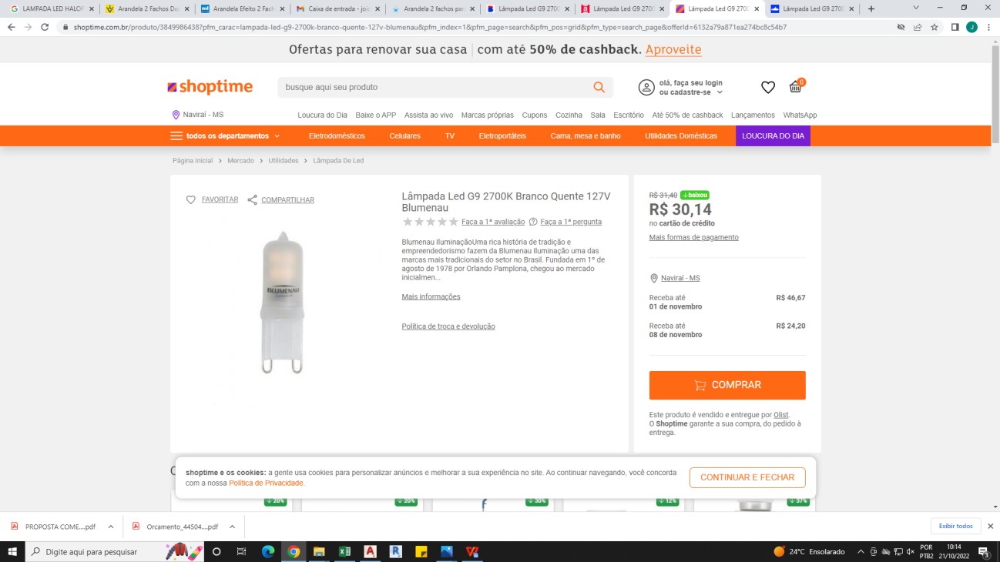 LAMPADA LED HALOP
Arandela 2 Fachos Do
Arandela Efeito 2 Fach
Caixa de entrada - joic
Arandela 2 fachos par
Lâmpada Led G9 2700
Lâmpada Led G9 2700
Lâmpada Led G9 2700
Lâmpada Led G9 2700
shoptime.com.br/produto/3849986438?pfm_carac=lampada-led-g9-2700k-branco-quente-127v-blumenau&pfm_index=1&pfm_page=search&pfm_pos=grid&pfm_type=search_page&offerId=6132a79a871ea274bc8c54b7
J
Ofertas para renovar sua casa | com até 50% de cashback. Aproveite
shoptime
busque aqui seu produto
olá, faça seu login
ou cadastre-se
0
Naviraí - MS
Loucura do Dia Baixe o APP Assista ao vivo Marcas próprias Cupons Cozinha Sala Escritório Até 50% de cashback Lançamentos WhatsApp
todos os departamentos Eletrodomésticos Celulares TV Eletroportáteis Cama, mesa e banho Utilidades Domésticas LOUCURA DO DIA
Página Inicial > Mercado > Utilidades > Lâmpada De Led
FAVORITAR COMPARTILHAR
BLUMENAU
Lâmpada Led G9 2700K Branco Quente 127V
Blumenau
Faça a 1ª avaliação Faça a 1ª pergunta
Blumenau IluminaçãoUma rica história de tradição e
empreendedorismo fazem da Blumenau Iluminação uma das
marcas mais tradicionais do setor no Brasil. Fundada em 1º de
agosto de 1978 por Orlando Pamplona, chegou ao mercado
inicialmen...
Mais informações
Política de troca e devolução
R$ 31,40 baixou
R$ 30,14
no cartão de crédito
Mais formas de pagamento
Naviraí - MS
Receba até R$ 46,67
01 de novembro
Receba até R$ 24,20
08 de novembro
COMPRAR
Este produto é vendido e entregue por Olist.
O Shoptime garante a sua compra, do pedido à
entrega.
shoptime e os cookies: a gente usa cookies para personalizar anúncios e melhorar a sua experiência no site. Ao continuar navegando, você concorda
com a nossa Política de Privacidade.
CONTINUAR E FECHAR
20% 20% 30% 12% 37%
PROPOSTA COME....pdf
Orcamento_44504....pdf
Exibir todos
Digite aqui para pesquisar
24°C Ensolarado
POR
PTB2
10:14
21/10/2022
3